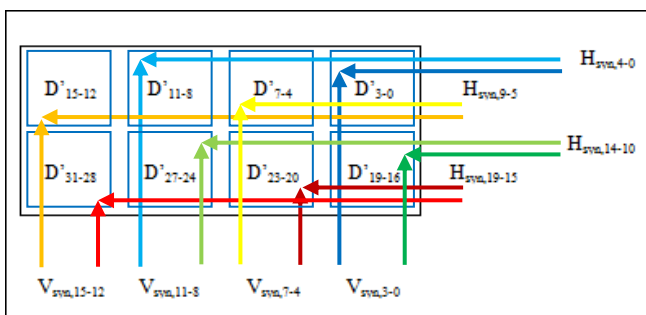 H_syn,4-0
D’15-12 D’11-8 D’7-4 D’3-0 H_syn,9-5
H_syn,14-10
D’31-28 D’27-24 D’23-20 D’19-16 H_syn,19-15
V_syn,15-12 V_syn,11-8 V_syn,7-4 V_syn,3-0